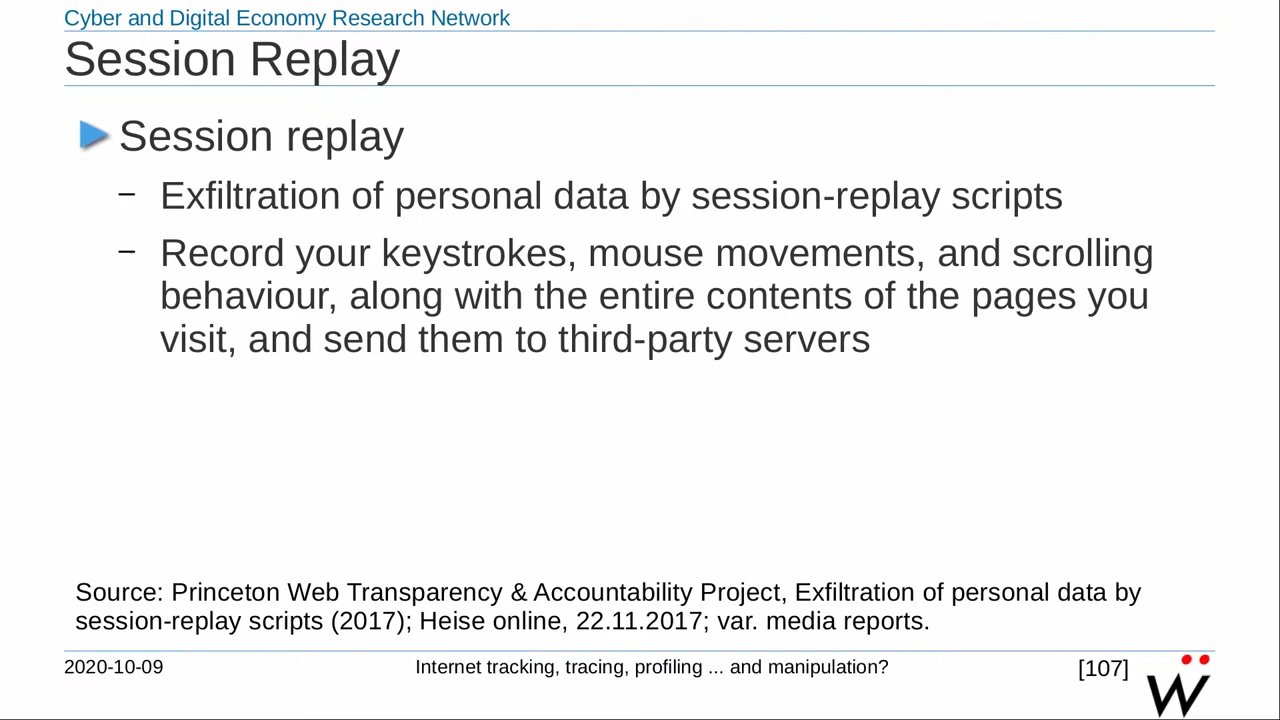 Cyber and Digital Economy Research Network
Session Replay
Session replay
– Exfiltration of personal data by session-replay scripts
– Record your keystrokes, mouse movements, and scrolling
behaviour, along with the entire contents of the pages you
visit, and send them to third-party servers
Source: Princeton Web Transparency & Accountability Project, Exfiltration of personal data by
session-replay scripts (2017); Heise online, 22.11.2017; var. media reports.
2020-10-09 Internet tracking, tracing, profiling ... and manipulation? [107]
Ẅ